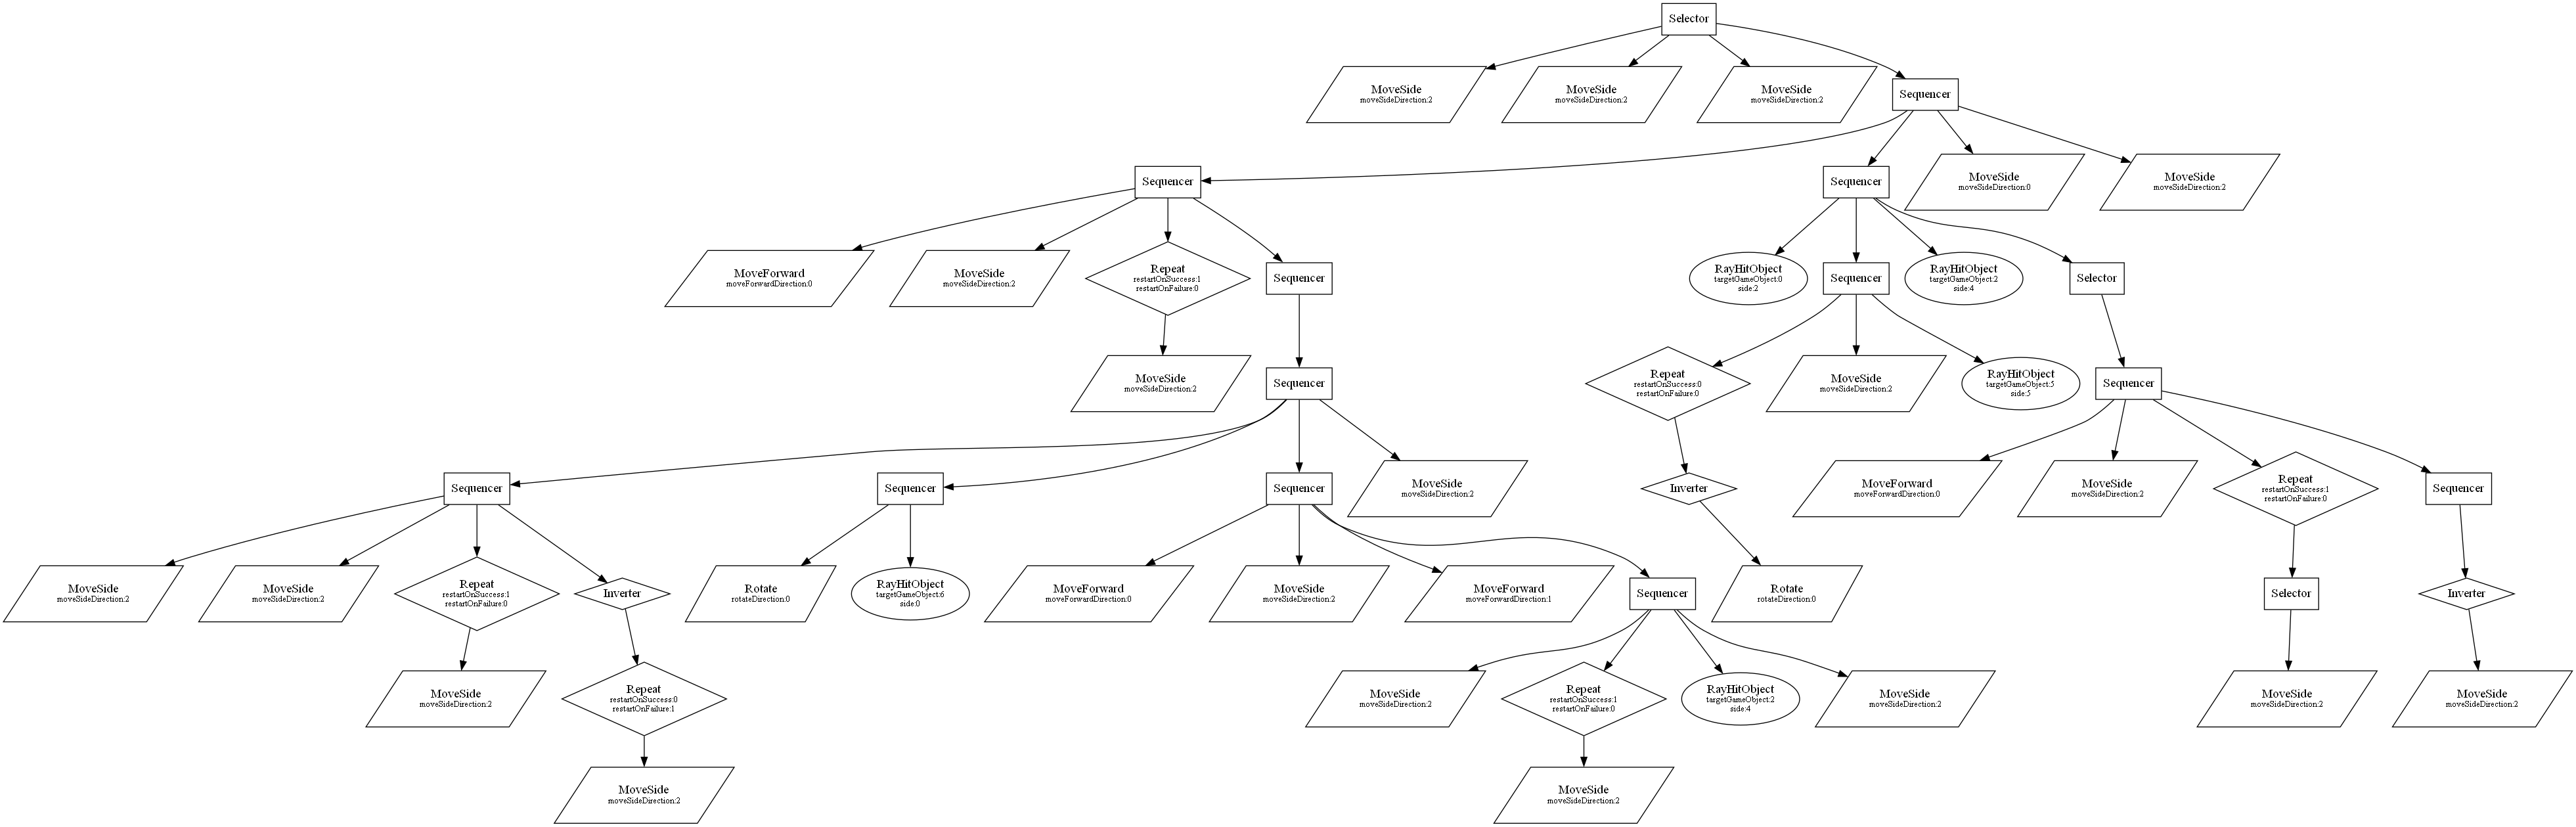 Selector
MoveSide
moveSideDirection:2
MoveSide
moveSideDirection:2
MoveSide
moveSideDirection:2
Sequencer
Sequencer
Sequencer
MoveSide
moveSideDirection:0
MoveSide
moveSideDirection:2
MoveForward
moveForwardDirection:0
MoveSide
moveSideDirection:2
Repeat
restartOnSuccess:1
restartOnFailure:0
Sequencer
RayHitObject
targetGameObject:0
side:2
Sequencer
RayHitObject
targetGameObject:2
side:4
Selector
MoveSide
moveSideDirection:2
Sequencer
Repeat
restartOnSuccess:0
restartOnFailure:0
MoveSide
moveSideDirection:2
RayHitObject
targetGameObject:5
side:5
Sequencer
Sequencer
Sequencer
Sequencer
MoveSide
moveSideDirection:2
Inverter
MoveForward
moveForwardDirection:0
MoveSide
moveSideDirection:2
Repeat
restartOnSuccess:1
restartOnFailure:0
Sequencer
MoveSide
moveSideDirection:2
MoveSide
moveSideDirection:2
Repeat
restartOnSuccess:1
restartOnFailure:0
Inverter
Rotate
rotateDirection:0
RayHitObject
targetGameObject:6
side:0
MoveForward
moveForwardDirection:0
MoveSide
moveSideDirection:2
MoveForward
moveForwardDirection:1
Sequencer
Rotate
rotateDirection:0
Selector
Inverter
MoveSide
moveSideDirection:2
Repeat
restartOnSuccess:0
restartOnFailure:1
MoveSide
moveSideDirection:2
Repeat
restartOnSuccess:1
restartOnFailure:0
RayHitObject
targetGameObject:2
side:4
MoveSide
moveSideDirection:2
MoveSide
moveSideDirection:2
MoveSide
moveSideDirection:2
MoveSide
moveSideDirection:2
MoveSide
moveSideDirection:2